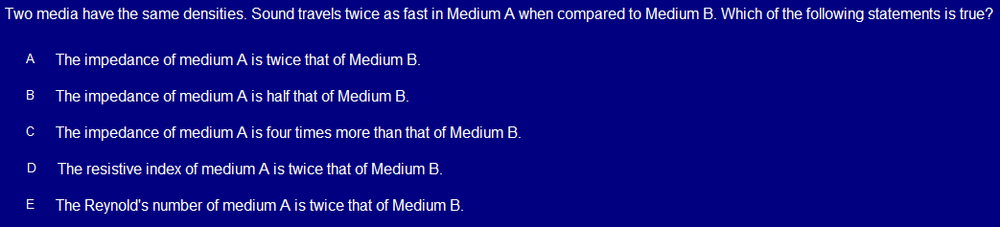 Two media have the same densities. Sound travels twice as fast in Medium A when compared to Medium B. Which of the following statements is true?
A The impedance of medium A is twice that of Medium B.
B The impedance of medium A is half that of Medium B.
C The impedance of medium A is four times more than that of Medium B.
D The resistive index of medium A is twice that of Medium B.
E The Reynold's number of medium A is twice that of Medium B.